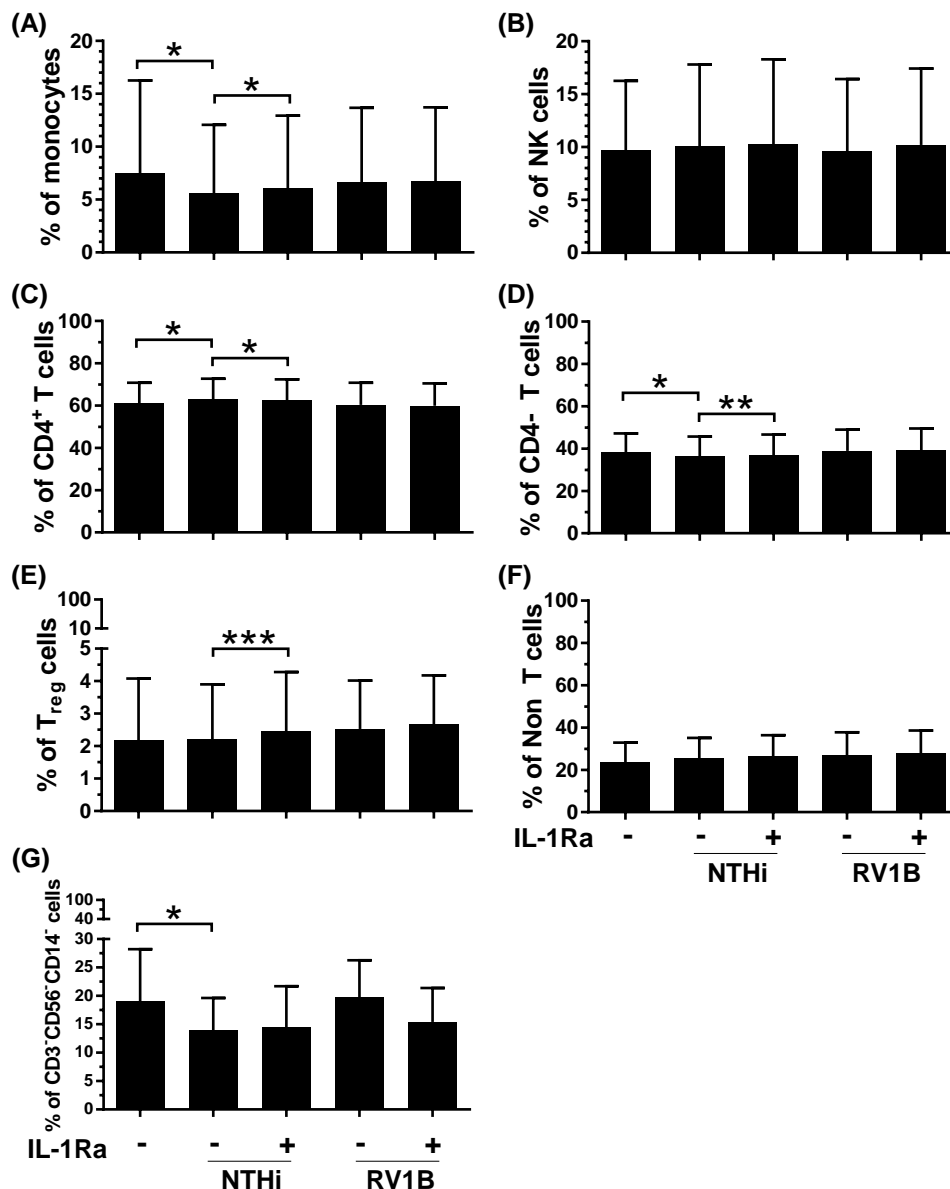 (A)
% of monocytes
20
15
10
5
0
*
*
(B)
% of NK cells
20
15
10
5
0
(C)
% of CD4⁺ T cells
100
80
60
40
20
0
*
*
(D)
% of CD4- T cells
100
80
60
40
20
0
*
**
(E)
% of Treg cells
100
10
5
4
3
2
1
0
***
(F)
% of Non T cells
100
80
60
40
20
0
IL-1Ra - - + - +
NTHi RV1B
(G)
% of CD3⁻CD56⁻CD14⁻ cells
100
40
30
25
20
15
10
5
0
*
IL-1Ra - - + - +
NTHi RV1B